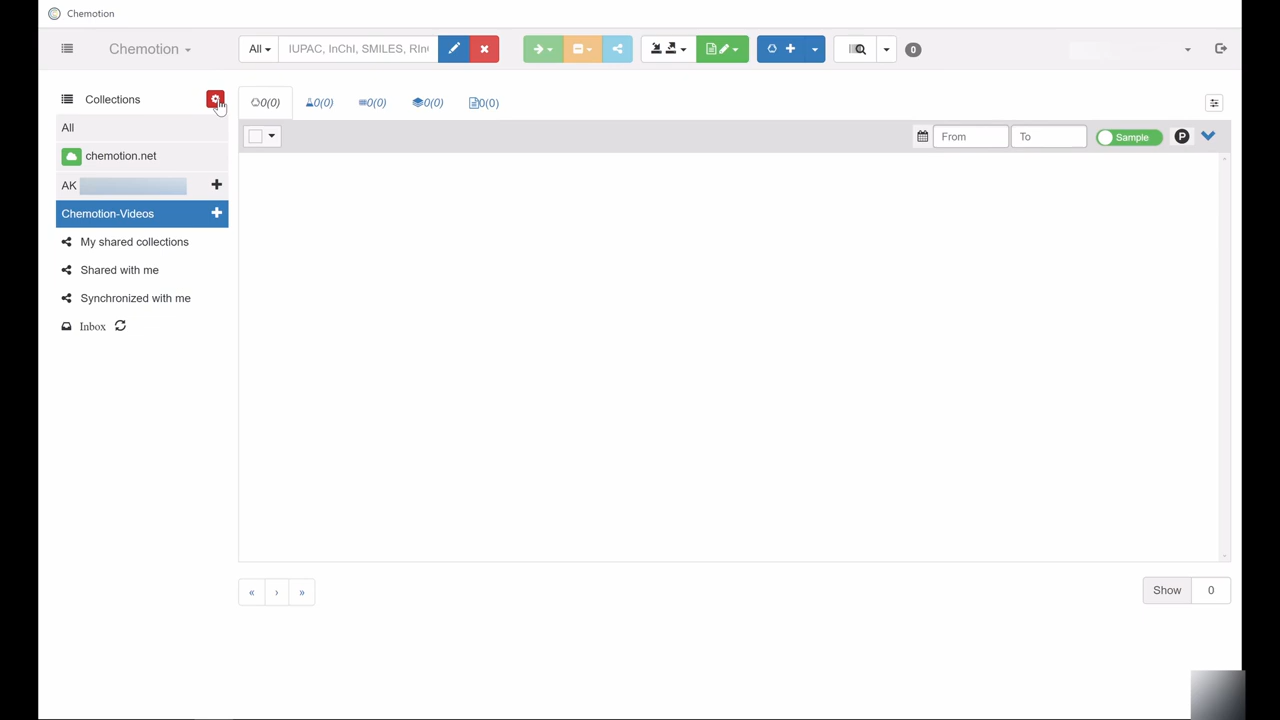 Chemotion
Chemotion
All IUPAC, InChI, SMILES, RIn
0
Collections
0(0) 0(0) 0(0) 0(0) 0(0)
All
From To Sample P
chemotion.net
AK
Chemotion-Videos
My shared collections
Shared with me
Synchronized with me
Inbox
« › » Show 0